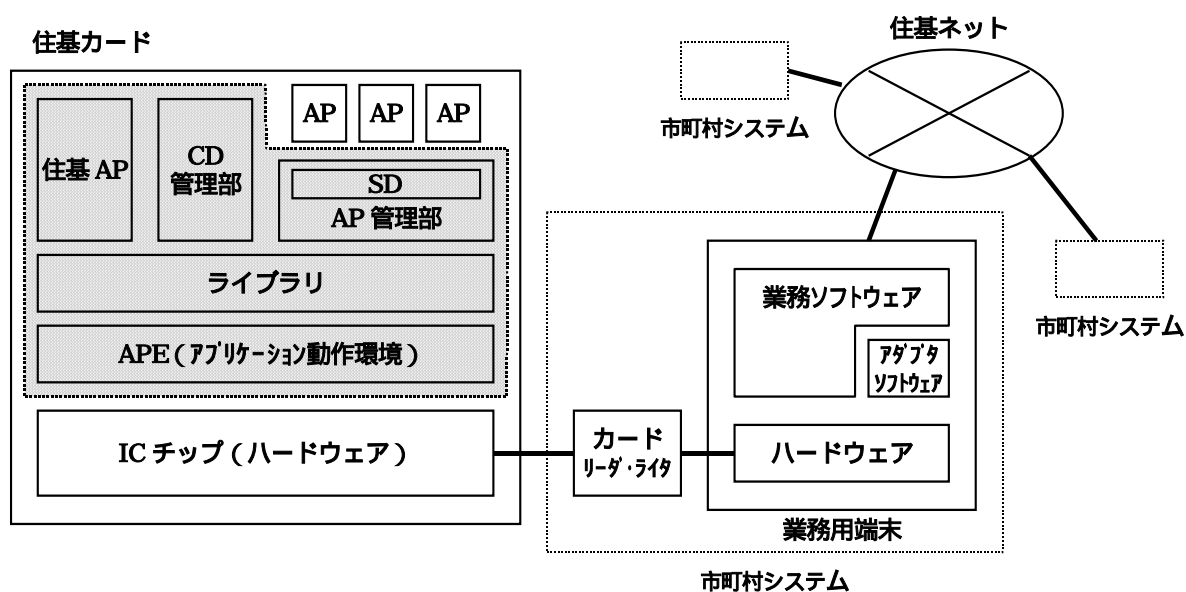 住基カード
住基ネット
市町村システム
AP
AP
AP
住基 AP
CD
管理部
SD
AP 管理部
ライブラリ
APE（ｱﾌﾟﾘｹｰｼｮﾝ動作環境）
IC チップ（ハードウェア）
カード
ﾘｰﾀﾞ･ﾗｲﾀ
業務ソフトウェア
ｱﾀﾞﾌﾟﾀ
ｿﾌﾄｳｪｱ
ハードウェア
業務用端末
市町村システム
市町村システム